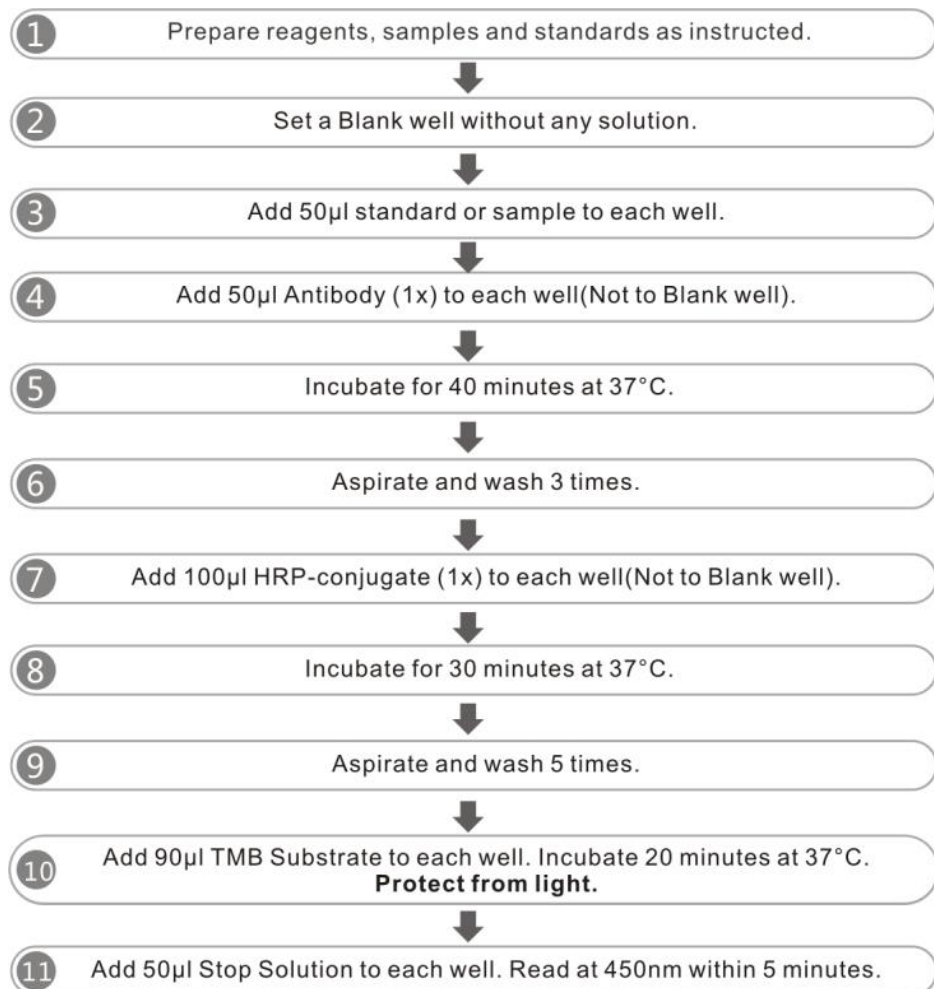 1 Prepare reagents, samples and standards as instructed.
2 Set a Blank well without any solution.
3 Add 50µl standard or sample to each well.
4 Add 50µl Antibody (1x) to each well(Not to Blank well).
5 Incubate for 40 minutes at 37°C.
6 Aspirate and wash 3 times.
7 Add 100µl HRP-conjugate (1x) to each well(Not to Blank well).
8 Incubate for 30 minutes at 37°C.
9 Aspirate and wash 5 times.
10 Add 90µl TMB Substrate to each well. Incubate 20 minutes at 37°C.
Protect from light.
11 Add 50µl Stop Solution to each well. Read at 450nm within 5 minutes.